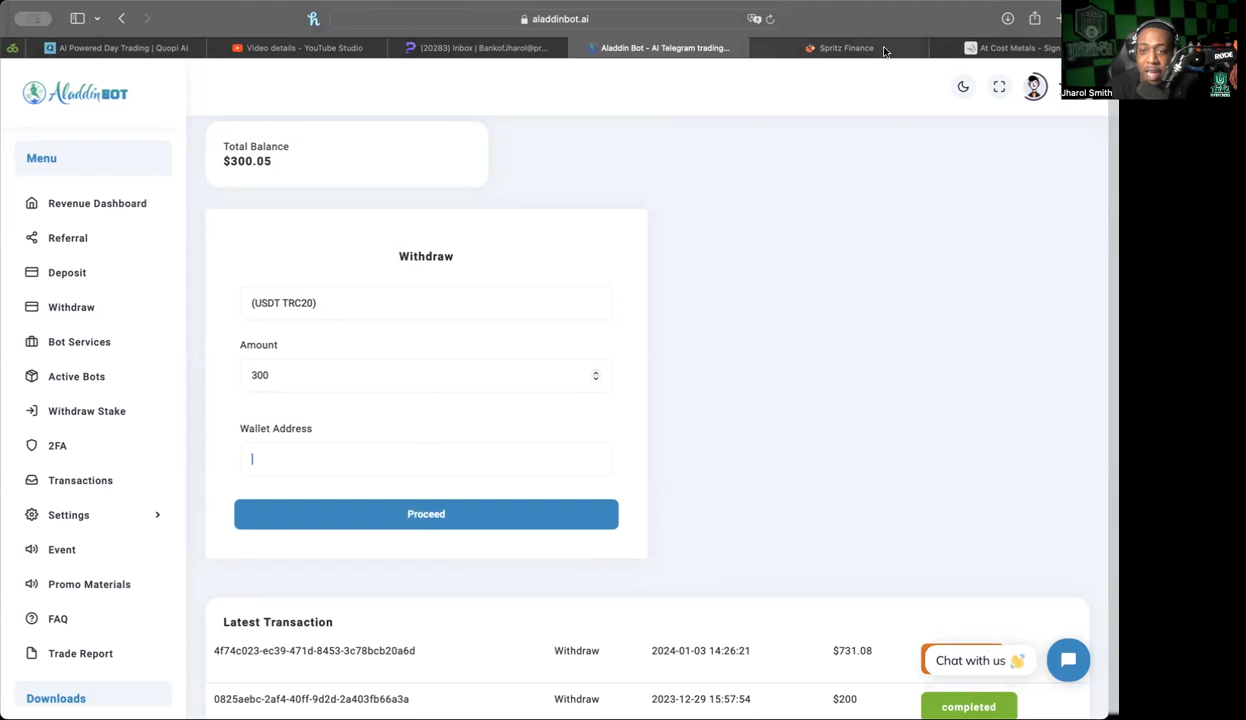 aladdinbot.ai
AI Powered Day Trading | Quopi AI
Video details - YouTube Studio
(20283) Inbox | BankofJharol@pr...
Aladdin Bot - AI Telegram trading...
Spritz Finance
At Cost Metals - Sign
RØDE
Jharol Smith
AladdinBOT
Menu
Revenue Dashboard
Referral
Deposit
Withdraw
Bot Services
Active Bots
Withdraw Stake
2FA
Transactions
Settings
Event
Promo Materials
FAQ
Trade Report
Downloads
Total Balance
$300.05
Withdraw
(USDT TRC20)
Amount
300
Wallet Address
Proceed
Latest Transaction
4f74c023-ec39-471d-8453-3c78bcb20a6d Withdraw 2024-01-03 14:26:21 $731.08
Chat with us 👋
0825aebc-2af4-40ff-9d2d-2a403fb66a3a Withdraw 2023-12-29 15:57:54 $200 completed